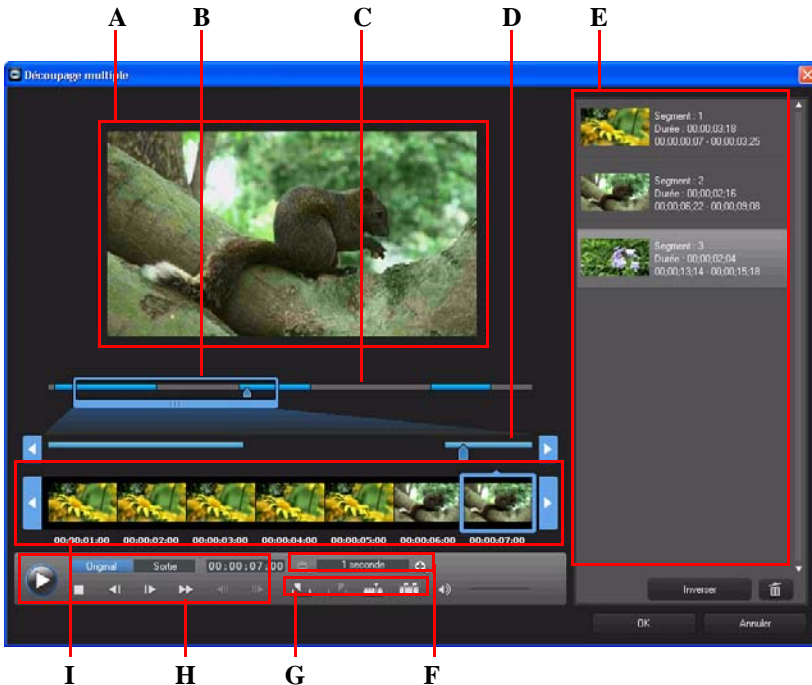 A B C D E
Découpage multiple
Segment : 1
Durée : 00;00;03;18
00;00;00;07 - 00;00;03;25
Segment : 2
Durée : 00;00;02;16
00;00;06;22 - 00;00;09;08
Segment : 3
Durée : 00;00;02;04
00;00;13;14 - 00;00;15;18
00:00:01:00 00:00:02:00 00:00:03:00 00:00:04:00 00:00:05:00 00:00:06:00 00:00:07:00
Original Sortie 00:00:07:00 1 seconde
Inverser
OK Annuler
I H G F